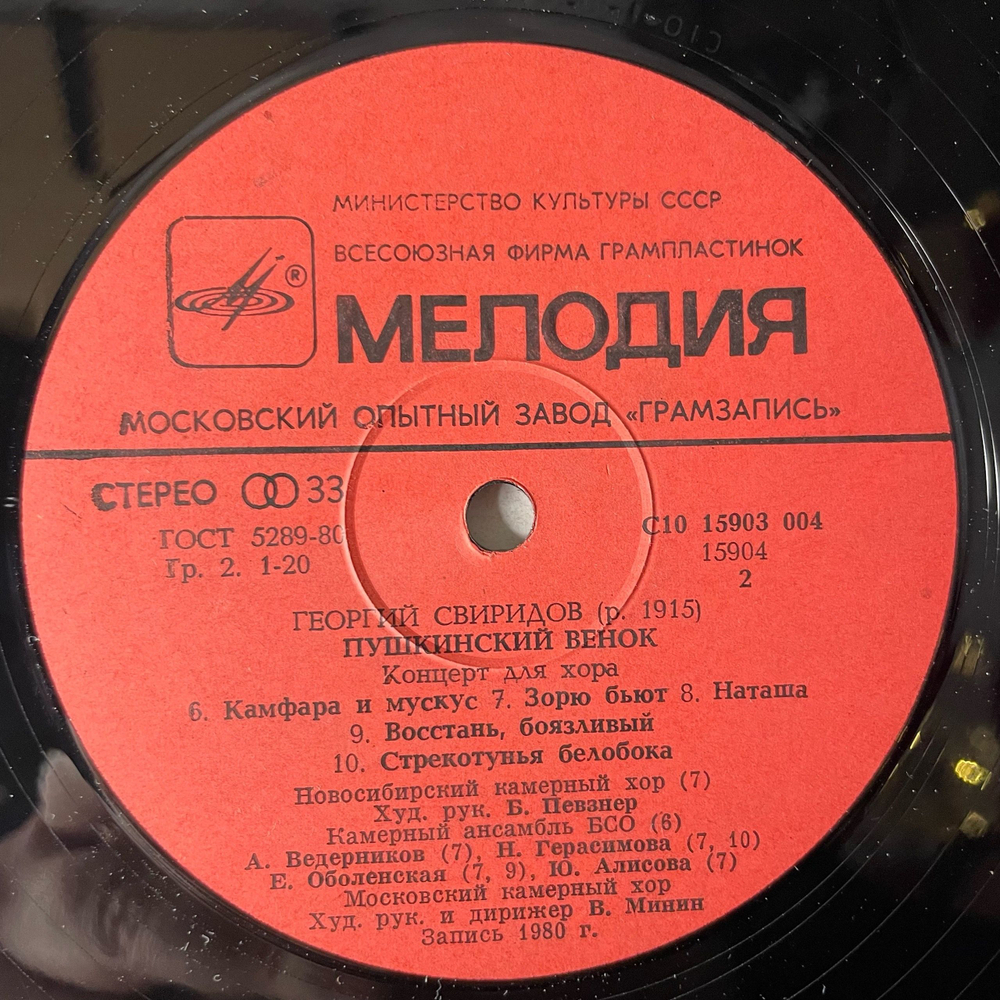 МИНИСТЕРСТВО КУЛЬТУРЫ СССР
ВСЕСОЮЗНАЯ ФИРМА ГРАМПЛАСТИНОК
®
МЕЛОДИЯ
МОСКОВСКИЙ ОПЫТНЫЙ ЗАВОД «ГРАМЗАПИСЬ»
СТЕРЕО 33
ГОСТ 5289-80
Гр. 2. 1-20
С10 15903 004
15904
2
ГЕОРГИЙ СВИРИДОВ (р. 1915)
ПУШКИНСКИЙ ВЕНОК
Концерт для хора
6. Камфара и мускус 7. Зорю бьют 8. Наташа
9. Восстань, боязливый
10. Стрекотунья белобока
Новосибирский камерный хор (7)
Худ. рук. Б. Певзнер
Камерный ансамбль БСО (6)
А. Ведерников (7), Н. Герасимова (7, 10)
Е. Оболенская (7, 9), Ю. Алисова (7)
Московский камерный хор
Худ. рук. и дирижер В. Минин
Запись 1980 г.